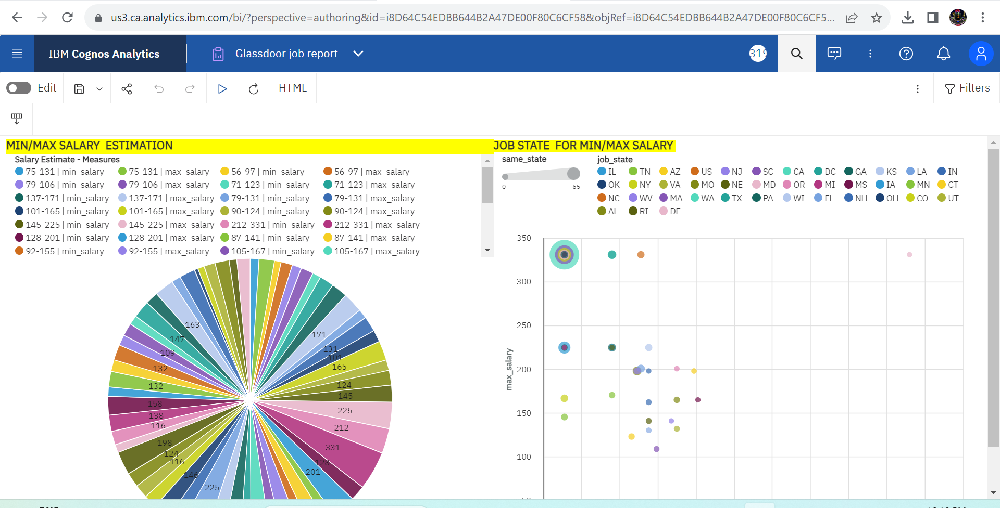 us3.ca.analytics.ibm.com/bi/?perspective=authoring&id=i8D64C54EDBB644B2A47DE00F80C6CF58&objRef=i8D64C54EDBB644B2A47DE00F80C6CF5...
IBM Cognos Analytics
Glassdoor job report
319
Edit
HTML
Filters
MIN/MAX SALARY ESTIMATION
Salary Estimate - Measures
75-131 | min_salary 75-131 | max_salary 56-97 | min_salary 56-97 | max_salary
79-106 | min_salary 79-106 | max_salary 71-123 | min_salary 71-123 | max_salary
137-171 | min_salary 137-171 | max_salary 79-131 | min_salary 79-131 | max_salary
101-165 | min_salary 101-165 | max_salary 90-124 | min_salary 90-124 | max_salary
145-225 | min_salary 145-225 | max_salary 212-331 | min_salary 212-331 | max_salary
128-201 | min_salary 128-201 | max_salary 87-141 | min_salary 87-141 | max_salary
92-155 | min_salary 92-155 | max_salary 105-167 | min_salary 105-167 | max_salary
163
147
109
132
132
158
138
116
198
124
116
146
225
171
131
101
165
124
145
225
212
331
128
201
JOB STATE FOR MIN/MAX SALARY
same_state
0 65
job_state
IL TN AZ US NJ SC CA DC GA KS LA IN
OK NY VA MO NE MD OR MI MS IA MN CT
NC WV MA WA TX PA WI FL NH OH CO UT
AL RI DE
max_salary
350
300
250
200
150
100